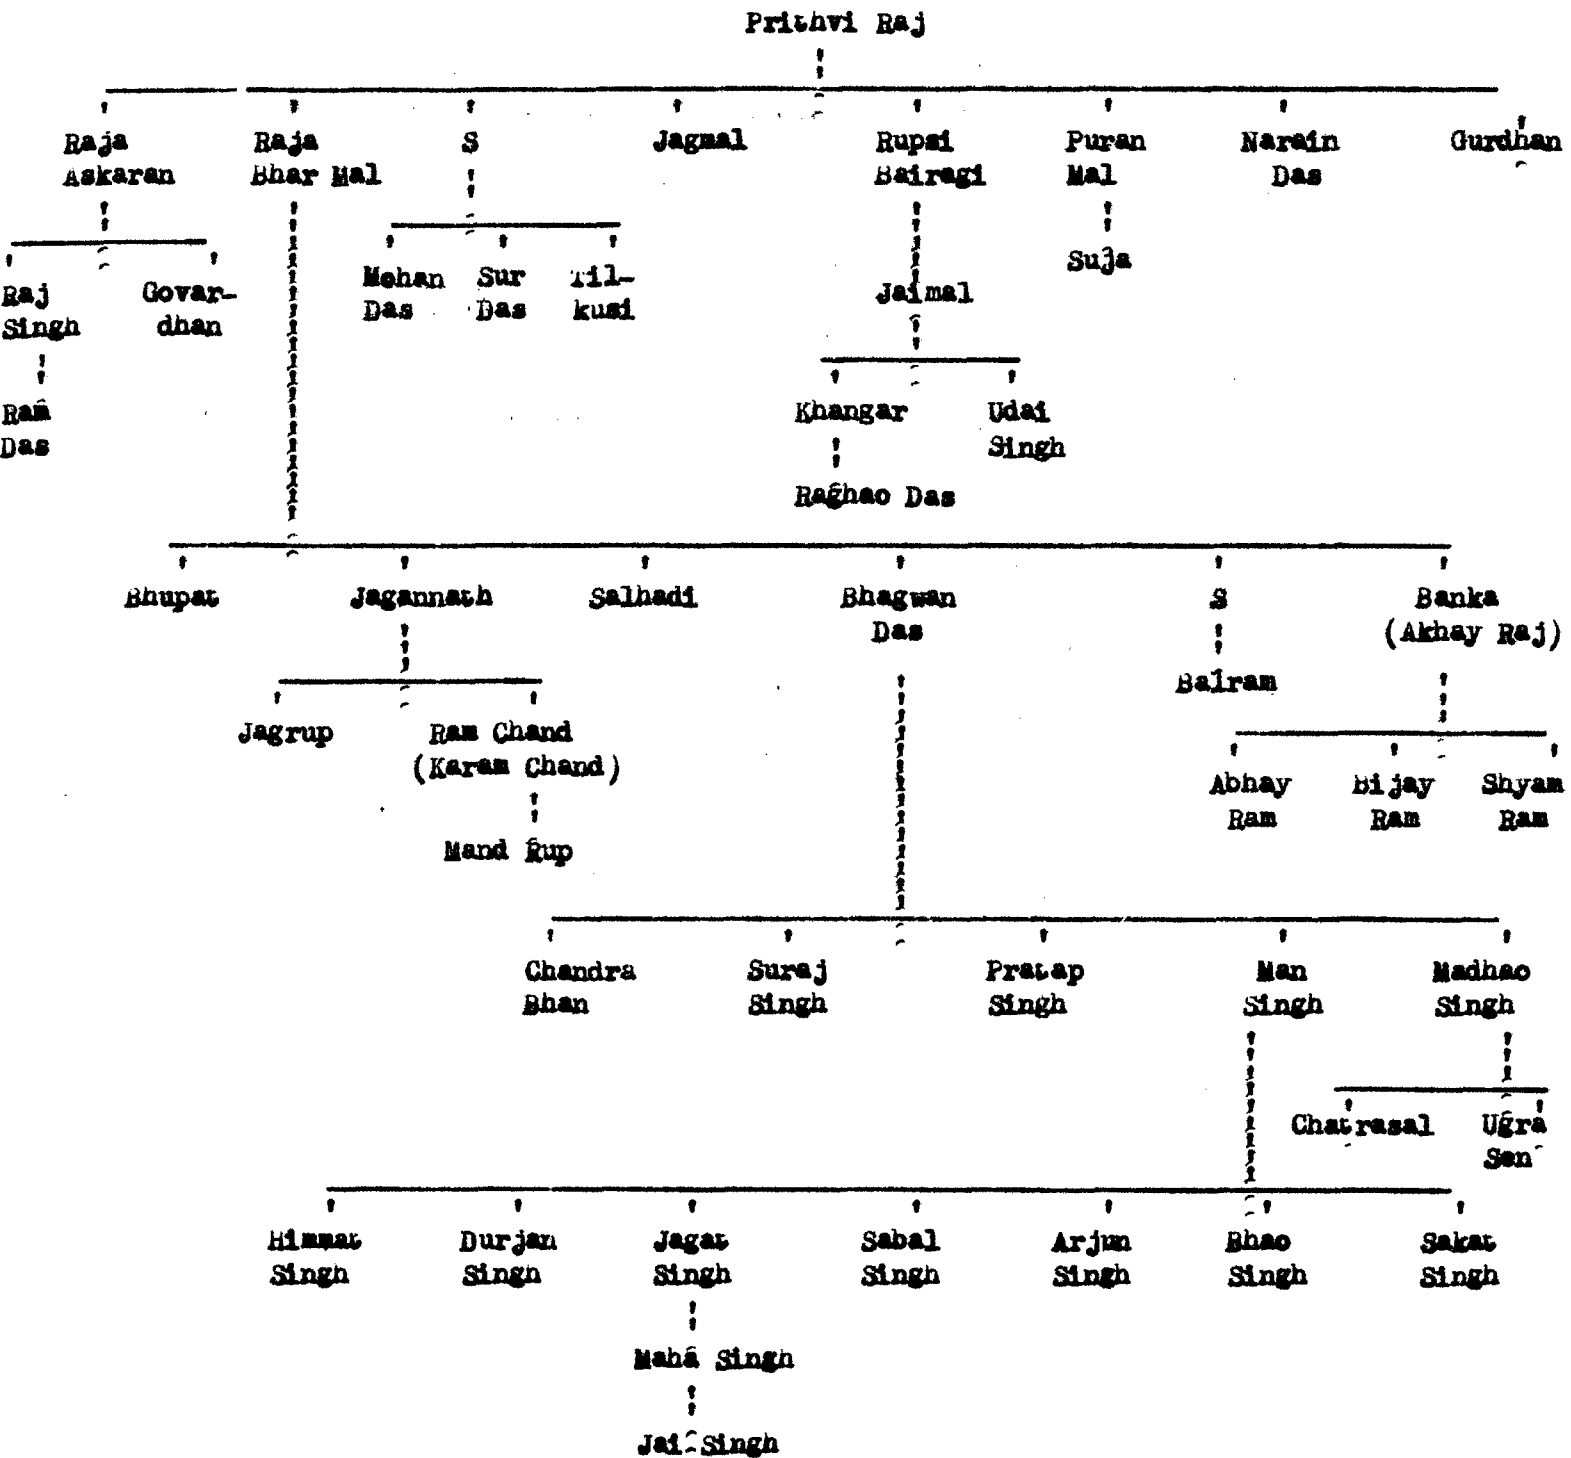 Prithvi Raj
Raja Askaran
Raja Bhar Mal
S
Jagmal
Rupsi Bairagi
Puran Mal
Narain Das
Gurdhan
Raj Singh
Govar-
dhan
Mohan Das
Sur Das
Til-
kusi
Jaimal
Suja
Ram Das
Khangar
Udai Singh
Raghao Das
Bhupat
Jagannath
Salhadi
Bhagwan Das
S
Banka
(Akhay Raj)
Balram
Jagrup
Ram Chand
(Karam Chand)
Abhay Ram
Bijay Ram
Shyam Ram
Mand Rup
Chandra Bhan
Suraj Singh
Pratap Singh
Man Singh
Madhao Singh
Chatrasal
Ugra Sen
Himmat Singh
Durjan Singh
Jagat Singh
Sabal Singh
Arjun Singh
Bhao Singh
Sakat Singh
Maha Singh
Jai Singh